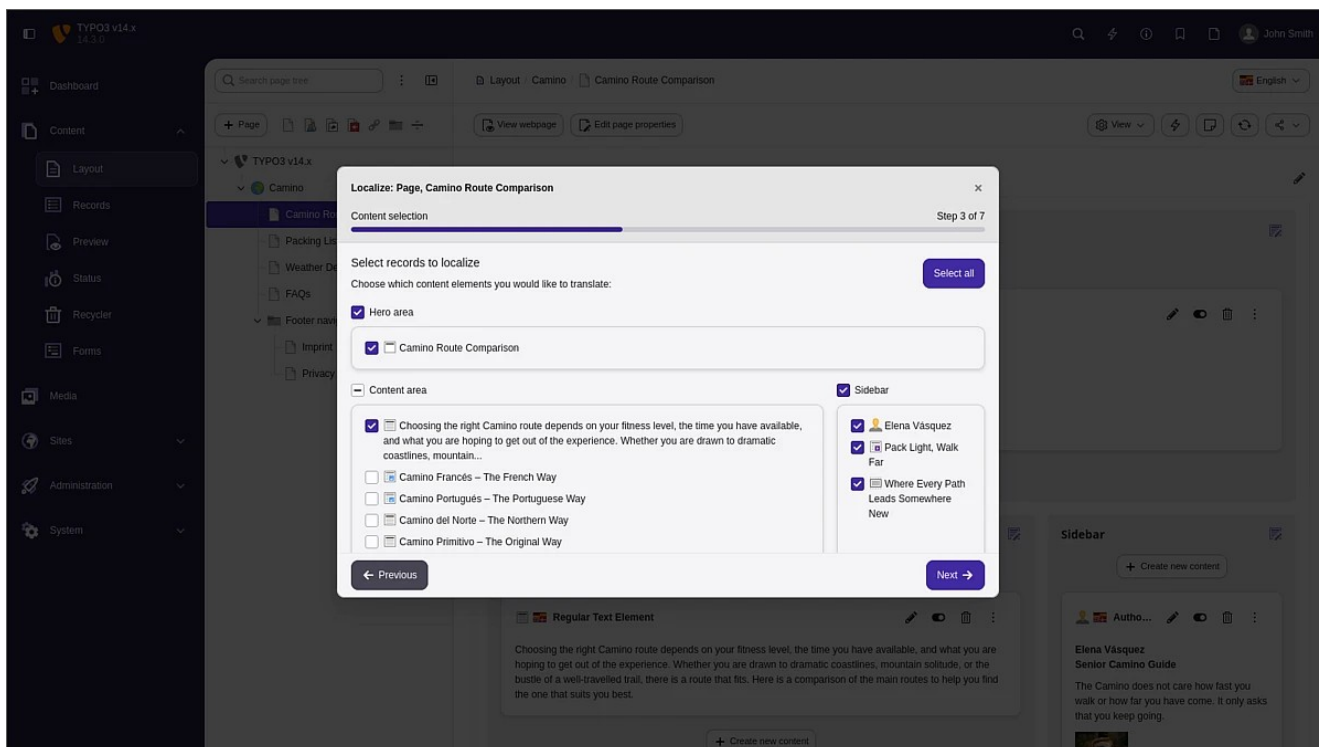 TYPO3 v14.x
14.3.0
John Smith
Dashboard
Content
Layout
Records
Preview
Status
Recycler
Forms
Media
Sites
Administration
System
Search page tree
Layout Camino Camino Route Comparison
English
+ Page
View webpage
Edit page properties
View
TYPO3 v14.x
Camino
Camino Ro
Packing Lis
Weather De
FAQs
Footer navi
Imprint
Privacy
Localize: Page, Camino Route Comparison
×
Content selection
Step 3 of 7
Select records to localize
Choose which content elements you would like to translate:
Select all
Hero area
Camino Route Comparison
Content area
Choosing the right Camino route depends on your fitness level, the time you have available,
and what you are hoping to get out of the experience. Whether you are drawn to dramatic
coastlines, mountain...
Camino Francés – The French Way
Camino Portugués – The Portuguese Way
Camino del Norte – The Northern Way
Camino Primitivo – The Original Way
Sidebar
Elena Vásquez
Pack Light, Walk
Far
Where Every Path
Leads Somewhere
New
← Previous
Next →
Regular Text Element
Choosing the right Camino route depends on your fitness level, the time you have available, and what you are
hoping to get out of the experience. Whether you are drawn to dramatic coastlines, mountain solitude, or the
bustle of a well-travelled trail, there is a route that fits. Here is a comparison of the main routes to help you find
the one that suits you best.
+ Create new content
Sidebar
+ Create new content
Autho...
Elena Vásquez
Senior Camino Guide
The Camino does not care how fast you
walk or how far you have come. It only asks
that you keep going.